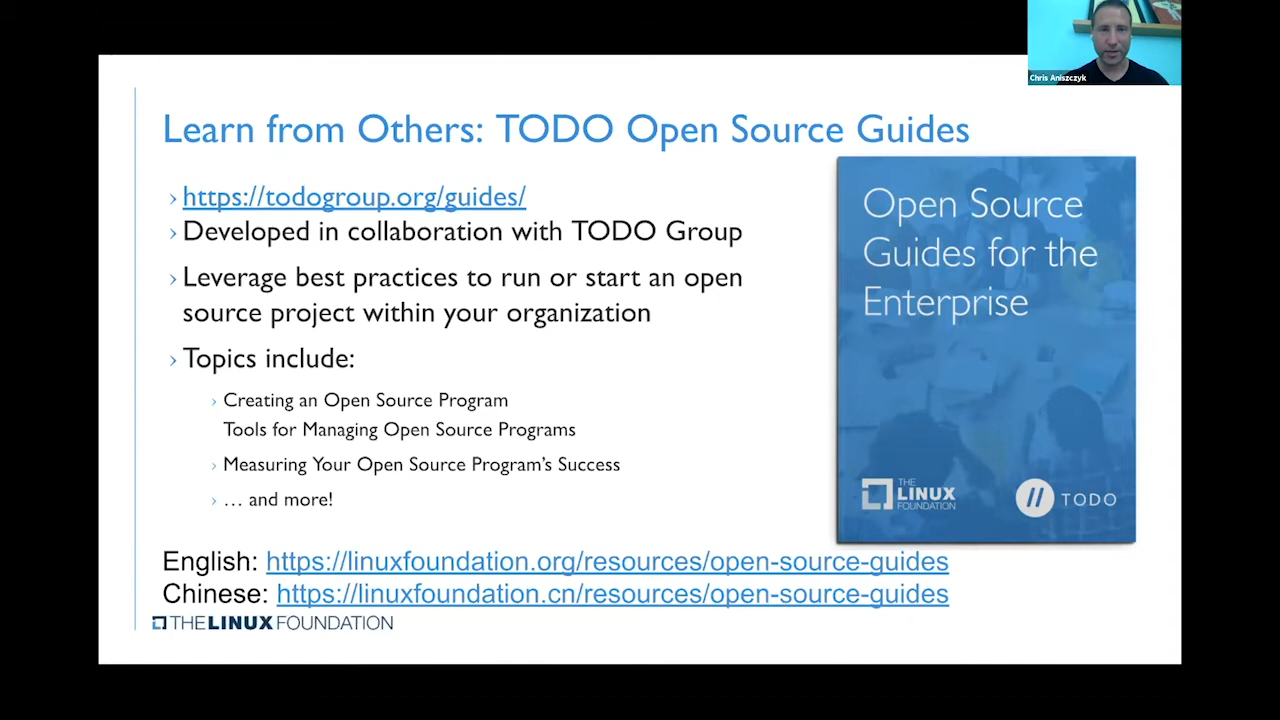 Chris Aniszczyk
Learn from Others: TODO Open Source Guides
› https://todogroup.org/guides/
› Developed in collaboration with TODO Group
› Leverage best practices to run or start an open
source project within your organization
› Topics include:
› Creating an Open Source Program
Tools for Managing Open Source Programs
› Measuring Your Open Source Program’s Success
› … and more!
Open Source
Guides for the
Enterprise
THE
LINUX
FOUNDATION
TODO
English: https://linuxfoundation.org/resources/open-source-guides
Chinese: https://linuxfoundation.cn/resources/open-source-guides
THE LINUX FOUNDATION